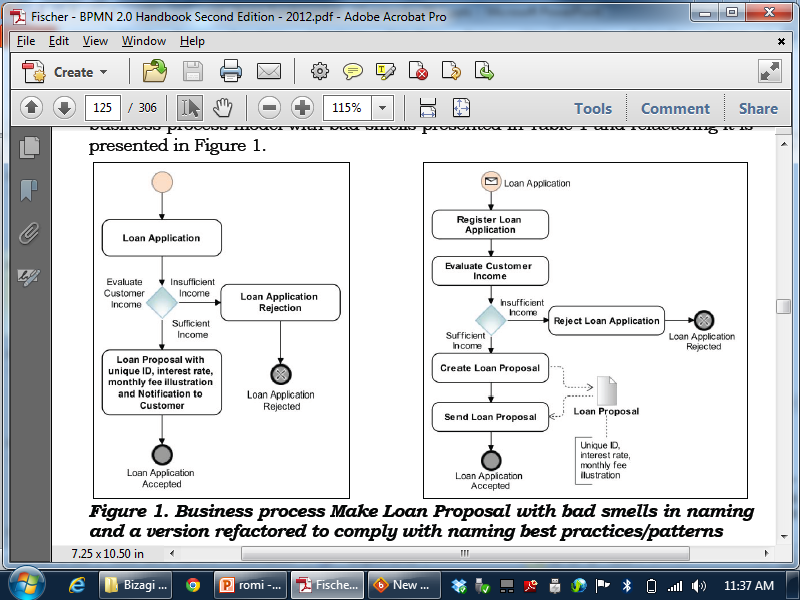 Fischer - BPMN 2.0 Handbook Second Edition - 2012.pdf - Adobe Acrobat Pro
File Edit View Window Help
Create
125 / 306
115%
Tools Comment Share
business process model with bad smells presented in Table 1 and refactoring it is
presented in Figure 1.
Loan Application
Evaluate
Customer
Income
Insufficient
Income
Sufficient
Income
Loan Application
Rejection
Loan Proposal with
unique ID, interest rate,
monthly fee illustration
and Notification to
Customer
Loan Application
Rejected
Loan Application
Accepted
Loan Application
Register Loan
Application
Evaluate Customer
Income
Insufficient
Income
Sufficient
Income
Reject Loan Application
Loan Application
Rejected
Create Loan Proposal
Loan Proposal
Send Loan Proposal
Unique ID,
interest rate,
monthly fee
illustration
Loan Application
Accepted
Figure 1. Business process Make Loan Proposal with bad smells in naming
and a version refactored to comply with naming best practices/patterns
7.25 x 10.50 in
Bizagi ...
romi -...
Fische...
New ...
11:37 AM